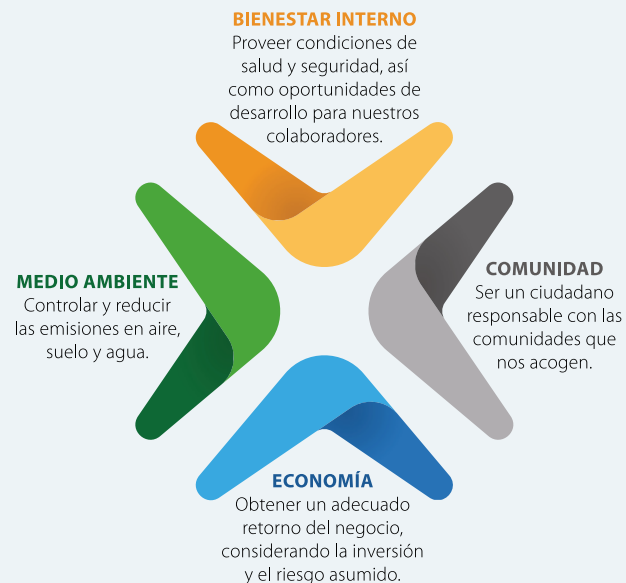 BIENESTAR INTERNO
Proveer condiciones de
salud y seguridad, así
como oportunidades de
desarrollo para nuestros
colaboradores.
MEDIO AMBIENTE
Controlar y reducir
las emisiones en aire,
suelo y agua.
COMUNIDAD
Ser un ciudadano
responsable con las
comunidades que
nos acogen.
ECONOMÍA
Obtener un adecuado
retorno del negocio,
considerando la inversión
y el riesgo asumido.